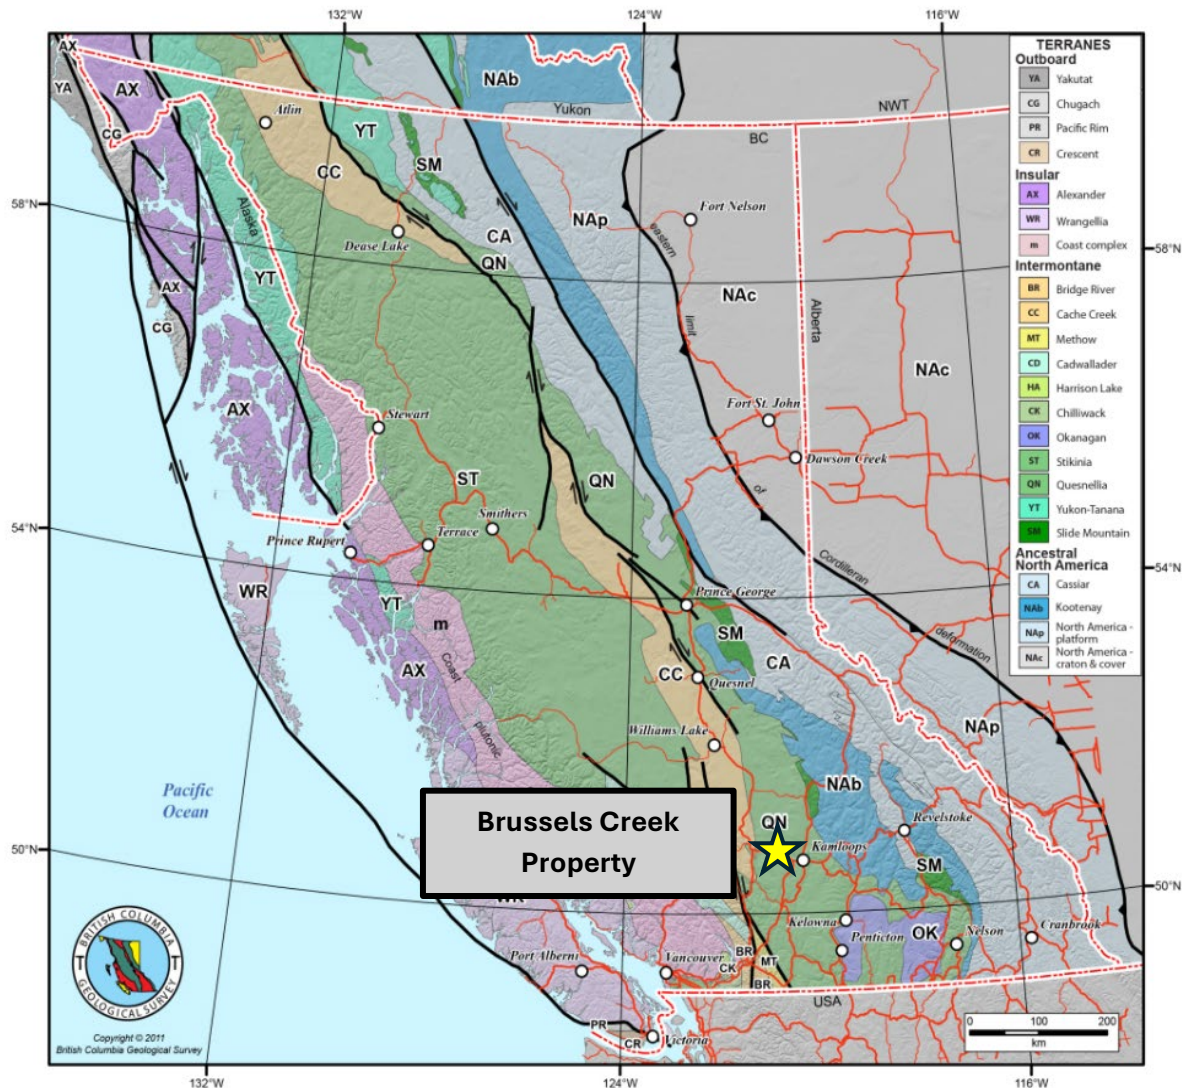 132°W
124°W
116°W
AX
YA
AX
CG
Atlin
YT
CC
SM
NAb
Yukon
NWT
BC
58°N
Alaska
Dease Lake
CA
QN
NAp
Fort Nelson
eastern
58°N
YT
AX
CG
NAc
limit
Alberta
NAc
AX
Stewart
Fort St. John
Dawson Creek
ST
QN
of
54°N
Smithers
Terrace
Prince Rupert
Cordilleran
54°N
WR
YT
m
Prince George
SM
CA
deformation
AX
Coast
CC
Quesnel
plutonic
Williams Lake
NAp
Pacific
Ocean
NAb
Brussels Creek
Property
QN
Revelstoke
Kamloops
SM
50°N
50°N
WR
Kelowna
Penticton
OK
Nelson
Cranbrook
Port Alberni
Vancouver
BR
CK
MT
BR
USA
PR
CR
Victoria
BRITISH COLUMBIA
GEOLOGICAL SURVEY
Copyright © 2011
British Columbia Geological Survey
0 100 200
km
132°W
124°W
116°W
TERRANES
Outboard
YA Yakutat
CG Chugach
PR Pacific Rim
CR Crescent
Insular
AX Alexander
WR Wrangellia
m Coast complex
Intermontane
BR Bridge River
CC Cache Creek
MT Methow
CD Cadwallader
HA Harrison Lake
CK Chilliwack
OK Okanagan
ST Stikinia
QN Quesnellia
YT Yukon-Tanana
SM Slide Mountain
Ancestral
North America
CA Cassiar
NAb Kootenay
NAp North America -
platform
NAc North America -
craton & cover